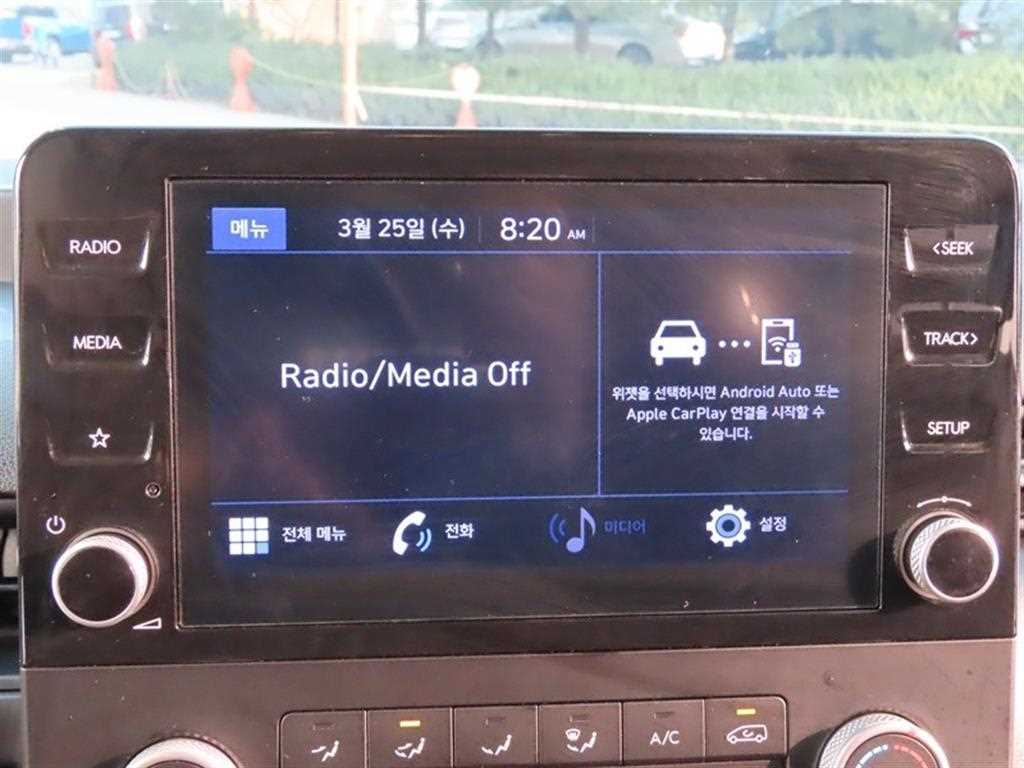 메뉴 3월 25일 (수) 8:20 AM
RADIO
MEDIA
Radio/Media Off
위젯을 선택하시면 Android Auto 또는
Apple CarPlay 연결을 시작할 수
있습니다.
전체 메뉴 전화 미디어 설정
<SEEK
TRACK>
SETUP
A/C